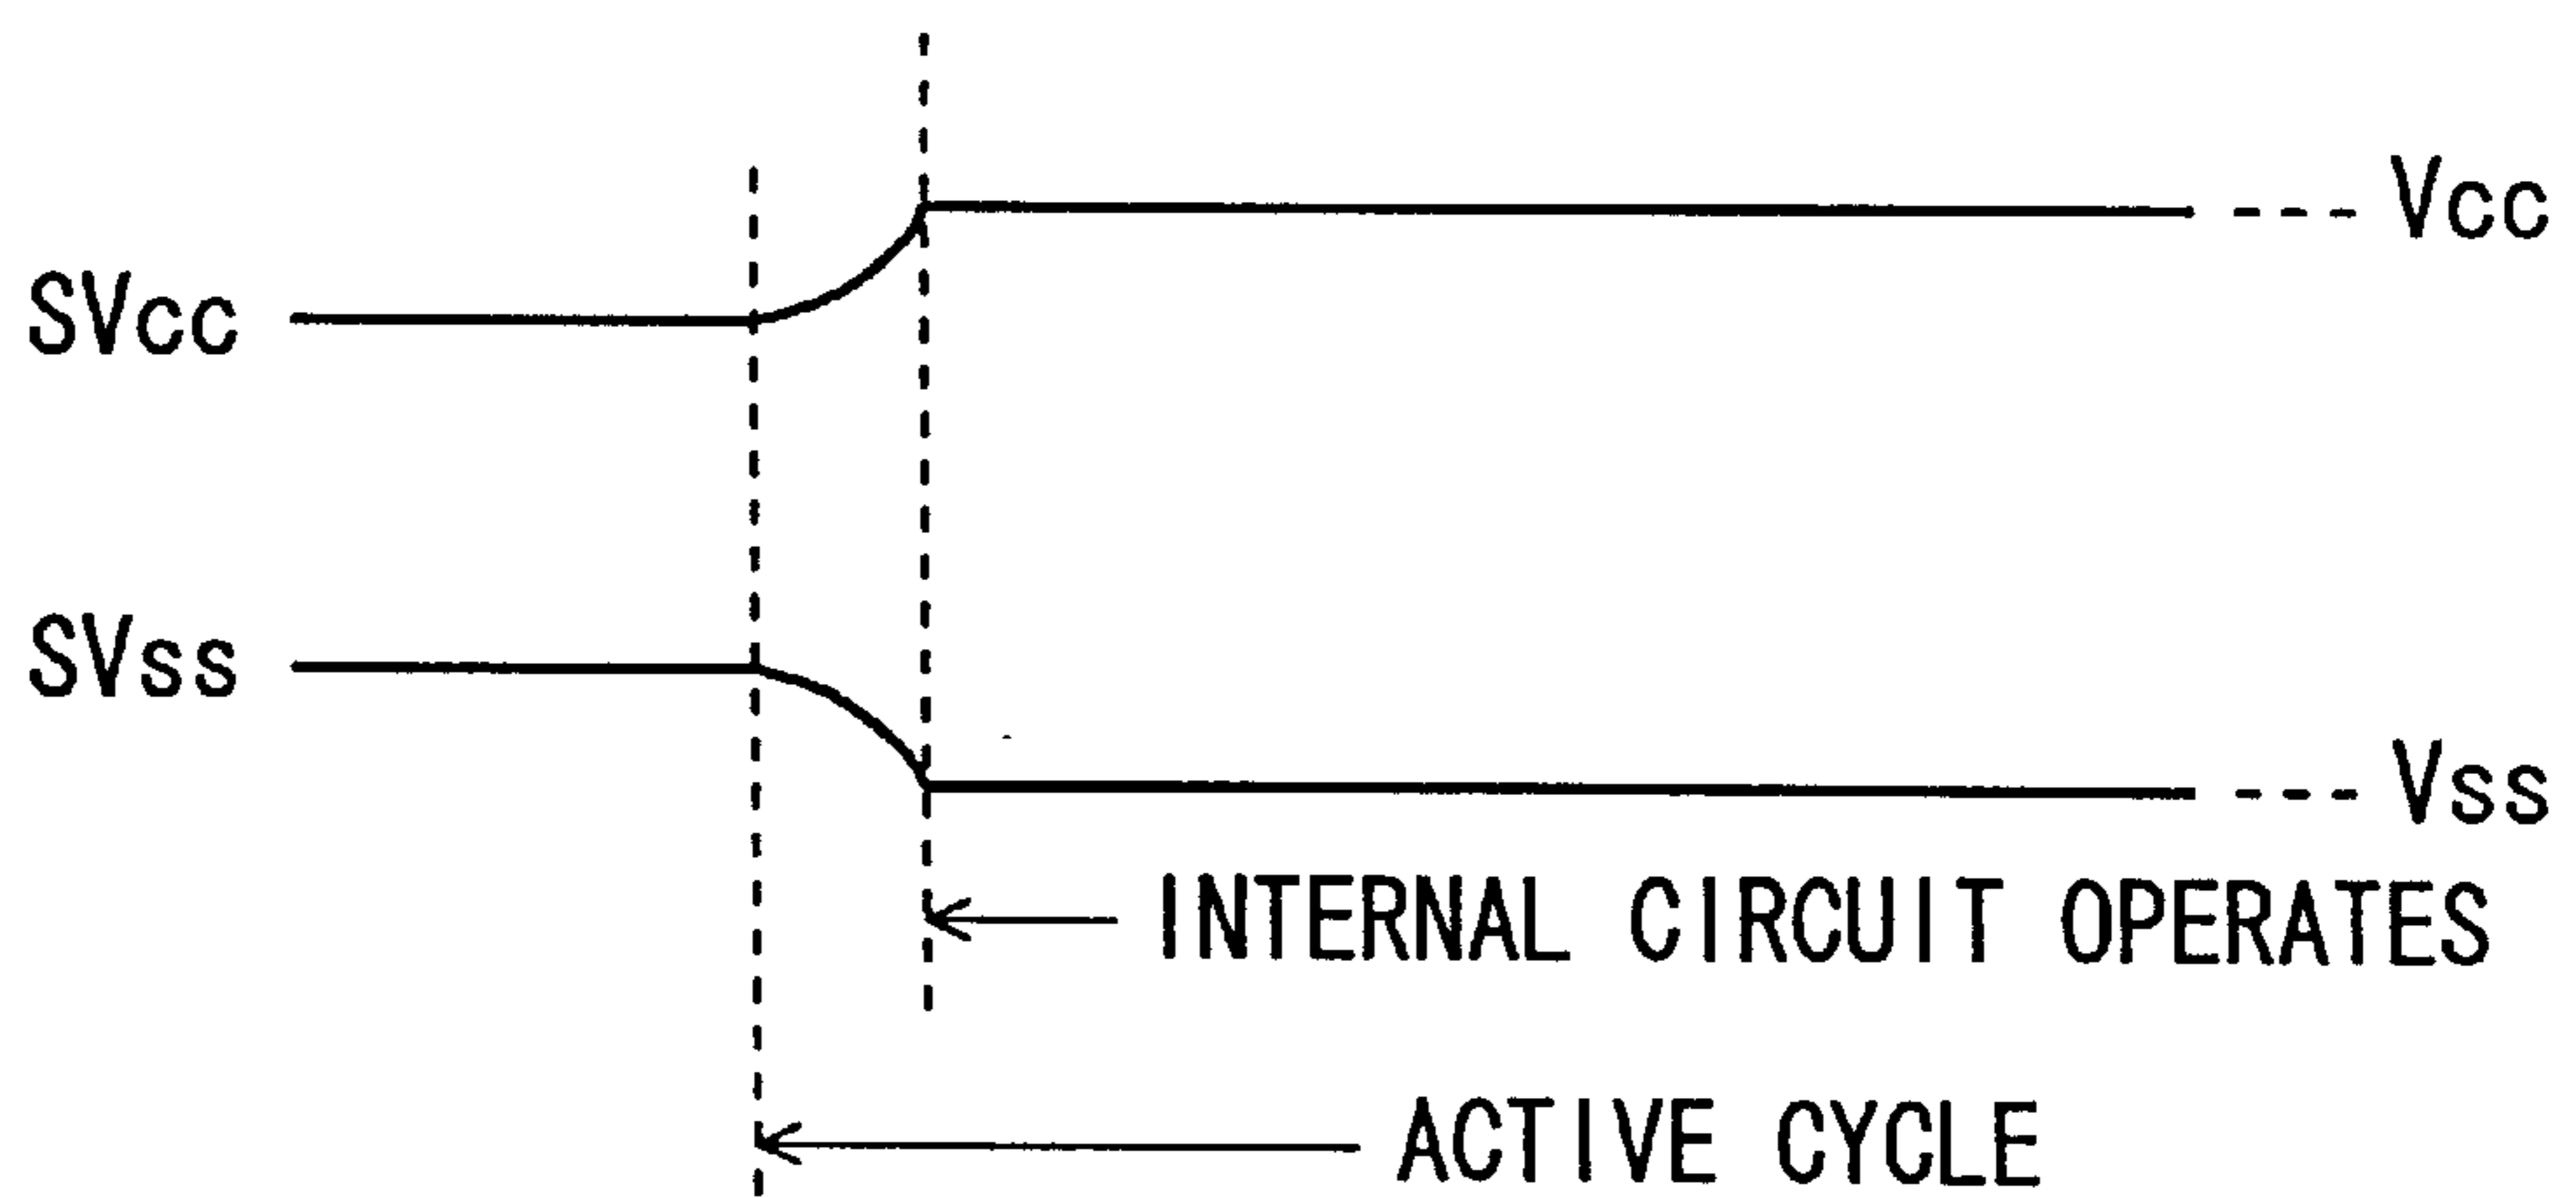 Vcc
SVcc
SVss
Vss
INTERNAL CIRCUIT OPERATES
ACTIVE CYCLE